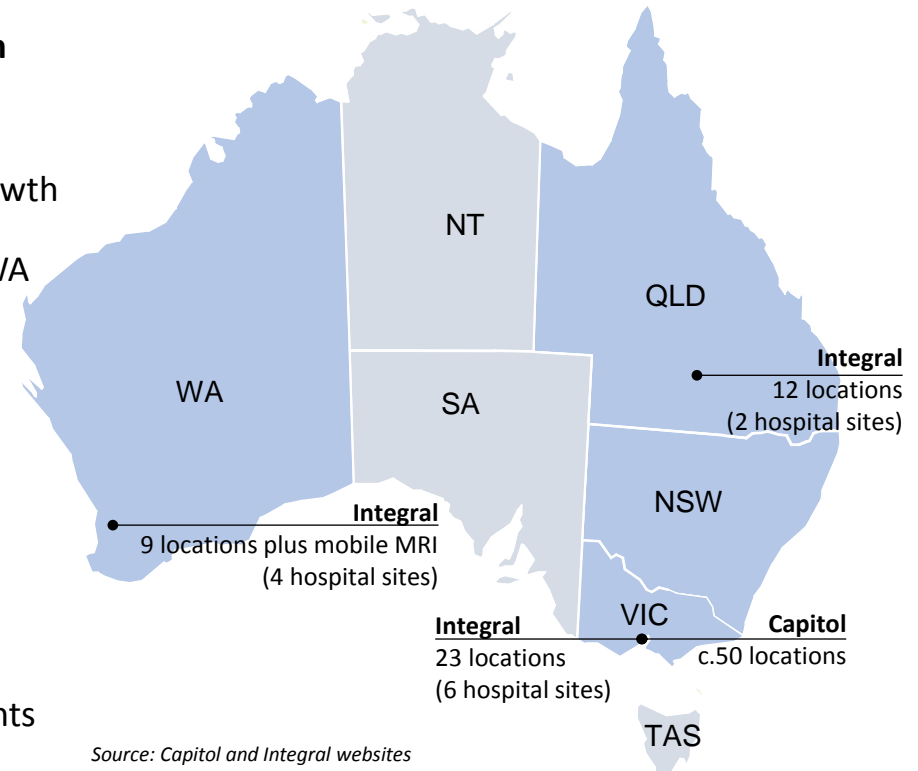 wth
NT
QLD
Integral
12 locations
(2 hospital sites)
WA
SA
NSW
Integral
9 locations plus mobile MRI
(4 hospital sites)
VIC
Integral
23 locations
(6 hospital sites)
Capitol
c.50 locations
nts
TAS
Source: Capitol and Integral websites